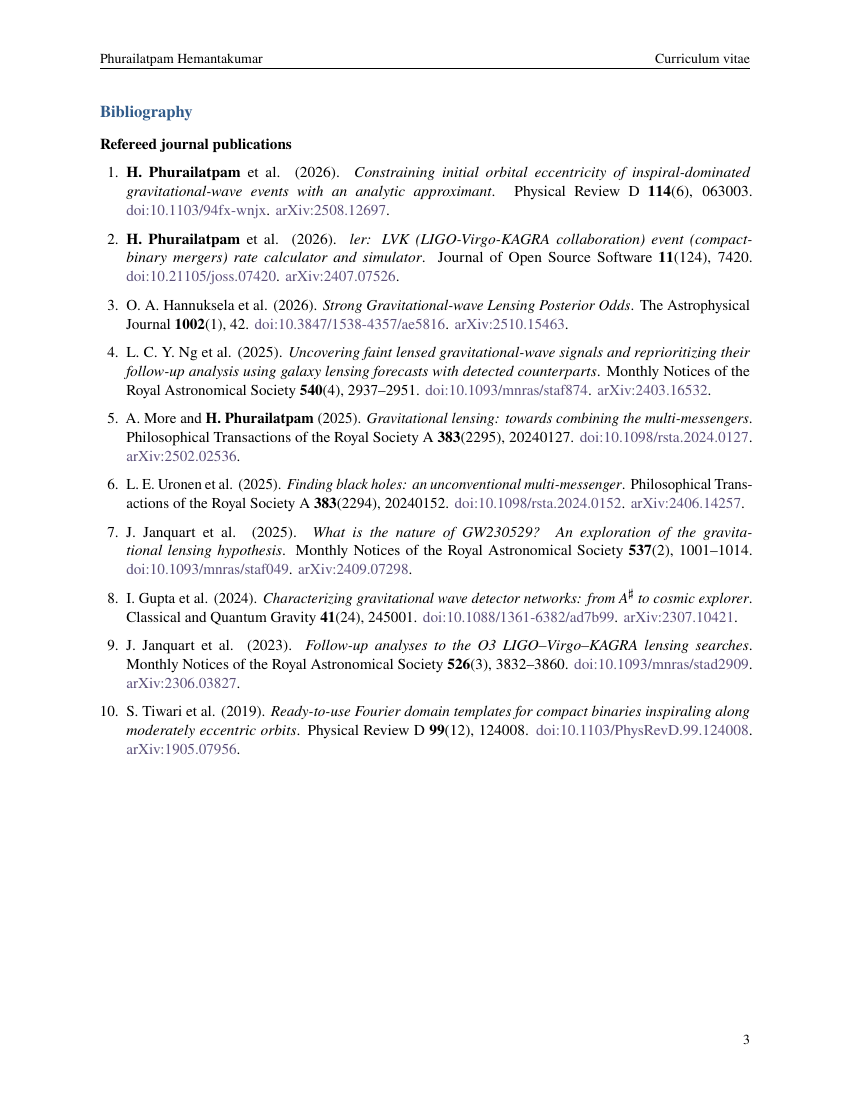 Phurailatpam Hemantakumar Curriculum vitae
Bibliography
Refereed journal publications
1. H. Phurailatpam et al. (2026). Constraining initial orbital eccentricity of inspiral-dominated
gravitational-wave events with an analytic approximant. Physical Review D 114(6), 063003.
doi:10.1103/94fx-wnjx. arXiv:2508.12697.
2. H. Phurailatpam et al. (2026). ler: LVK (LIGO-Virgo-KAGRA collaboration) event (compact-
binary mergers) rate calculator and simulator. Journal of Open Source Software 11(124), 7420.
doi:10.21105/joss.07420. arXiv:2407.07526.
3. O. A. Hannuksela et al. (2026). Strong Gravitational-wave Lensing Posterior Odds. The Astrophysical
Journal 1002(1), 42. doi:10.3847/1538-4357/ae5816. arXiv:2510.15463.
4. L. C. Y. Ng et al. (2025). Uncovering faint lensed gravitational-wave signals and reprioritizing their
follow-up analysis using galaxy lensing forecasts with detected counterparts. Monthly Notices of the
Royal Astronomical Society 540(4), 2937–2951. doi:10.1093/mnras/staf874. arXiv:2403.16532.
5. A. More and H. Phurailatpam (2025). Gravitational lensing: towards combining the multi-messengers.
Philosophical Transactions of the Royal Society A 383(2295), 20240127. doi:10.1098/rsta.2024.0127.
arXiv:2502.02536.
6. L. E. Uronen et al. (2025). Finding black holes: an unconventional multi-messenger. Philosophical Trans-
actions of the Royal Society A 383(2294), 20240152. doi:10.1098/rsta.2024.0152. arXiv:2406.14257.
7. J. Janquart et al. (2025). What is the nature of GW230529? An exploration of the gravita-
tional lensing hypothesis. Monthly Notices of the Royal Astronomical Society 537(2), 1001–1014.
doi:10.1093/mnras/staf049. arXiv:2409.07298.
8. I. Gupta et al. (2024). Characterizing gravitational wave detector networks: from A♯ to cosmic explorer.
Classical and Quantum Gravity 41(24), 245001. doi:10.1088/1361-6382/ad7b99. arXiv:2307.10421.
9. J. Janquart et al. (2023). Follow-up analyses to the O3 LIGO–Virgo–KAGRA lensing searches.
Monthly Notices of the Royal Astronomical Society 526(3), 3832–3860. doi:10.1093/mnras/stad2909.
arXiv:2306.03827.
10. S. Tiwari et al. (2019). Ready-to-use Fourier domain templates for compact binaries inspiraling along
moderately eccentric orbits. Physical Review D 99(12), 124008. doi:10.1103/PhysRevD.99.124008.
arXiv:1905.07956.
3